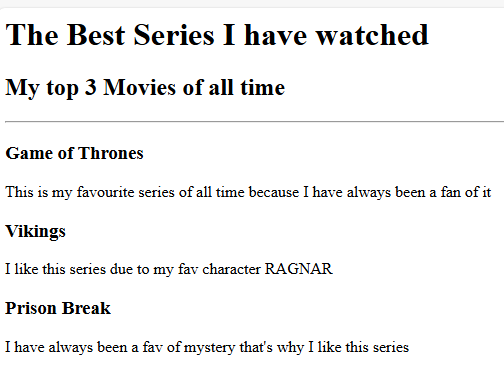 The Best Series I have watched
My top 3 Movies of all time
Game of Thrones
This is my favourite series of all time because I have always been a fan of it
Vikings
I like this series due to my fav character RAGNAR
Prison Break
I have always been a fav of mystery that's why I like this series